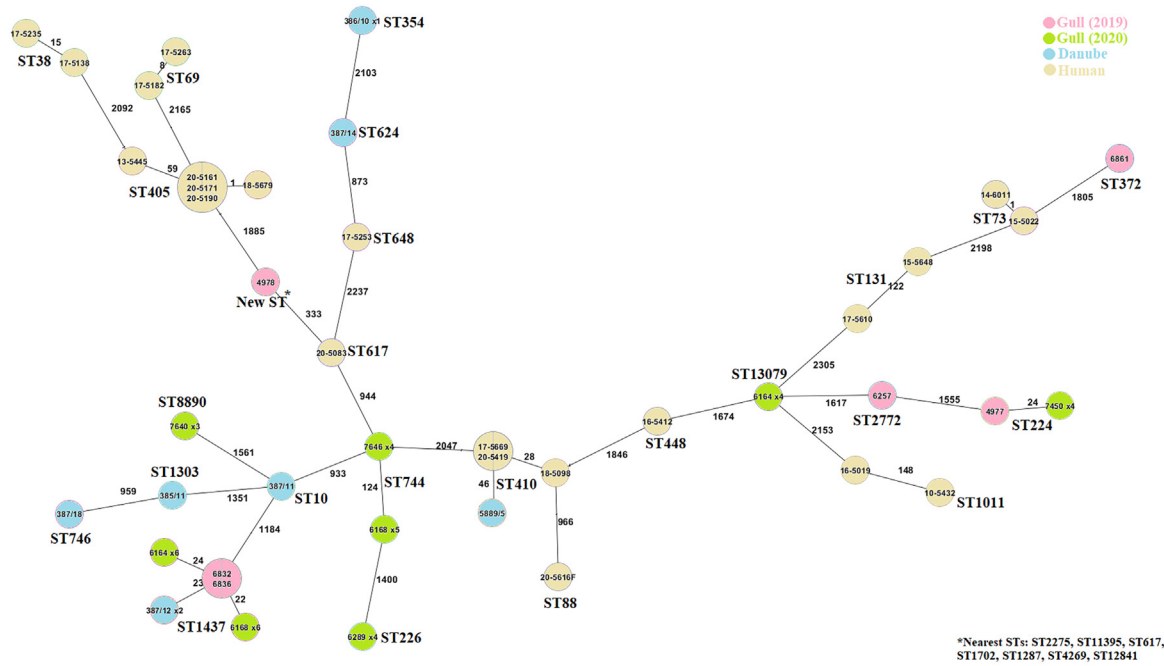 386/10 x1 ST354
Gull (2019)
Gull (2020)
Danube
Human
17-5235
15
ST38
17-5138
17-5263
8
ST69
17-5182
2103
2092
2165
387/14 ST624
13-5445
59
ST405
20-5161
20-5171
20-5190
1
18-5679
873
6861
ST372
14-6011
1
ST73
15-5022
1805
1885
17-5253 ST648
2198
15-5648
ST131
122
4978
New ST*
333
2237
17-5610
20-5083 ST617
2305
ST13079
6164 x4
1617
6257
ST2772
1555
4977
24
7450 x4
ST224
944
ST8890
7640 x3
1561
1674
16-5412
ST448
2153
7646 x4
ST744
2047
17-5669
20-5419
ST410
28
18-5098
1846
16-5019
148
10-5432
ST1011
ST1303
385/11
959
1351
387/11
ST10
933
124
46
5889/5
387/18
ST746
1184
6168 x5
966
6164 x6
24
6832
6836
23
22
387/12 x2
ST1437
6168 x6
1400
20-5616F
ST88
6289 x4 ST226
*Nearest STs: ST2275, ST11395, ST617,
ST1702, ST1287, ST4269, ST12841